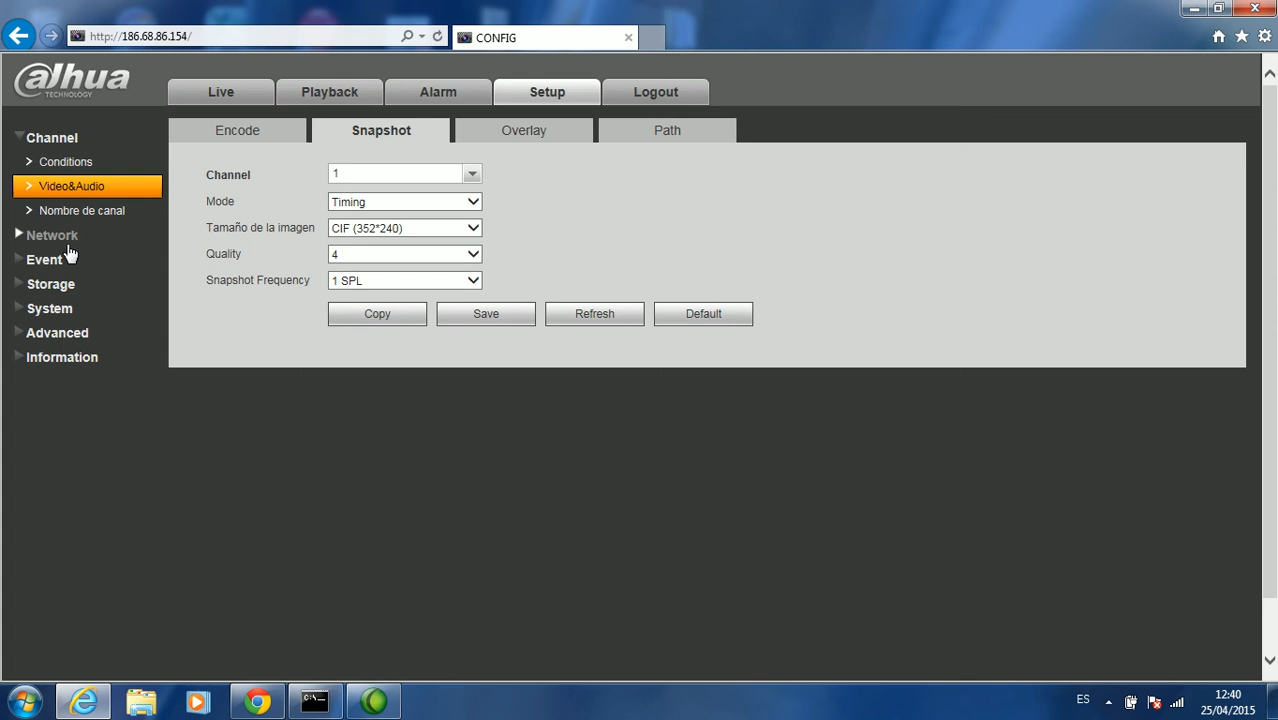 http://186.68.86.154/
CONFIG
alhua
TECHNOLOGY
Live
Playback
Alarm
Setup
Logout
Channel
Conditions
Video&Audio
Nombre de canal
Network
Event
Storage
System
Advanced
Information
Encode
Snapshot
Overlay
Path
Channel 1
Mode Timing
Tamaño de la imagen CIF (352*240)
Quality 4
Snapshot Frequency 1 SPL
Copy
Save
Refresh
Default
C:\_
ES
12:40
25/04/2015